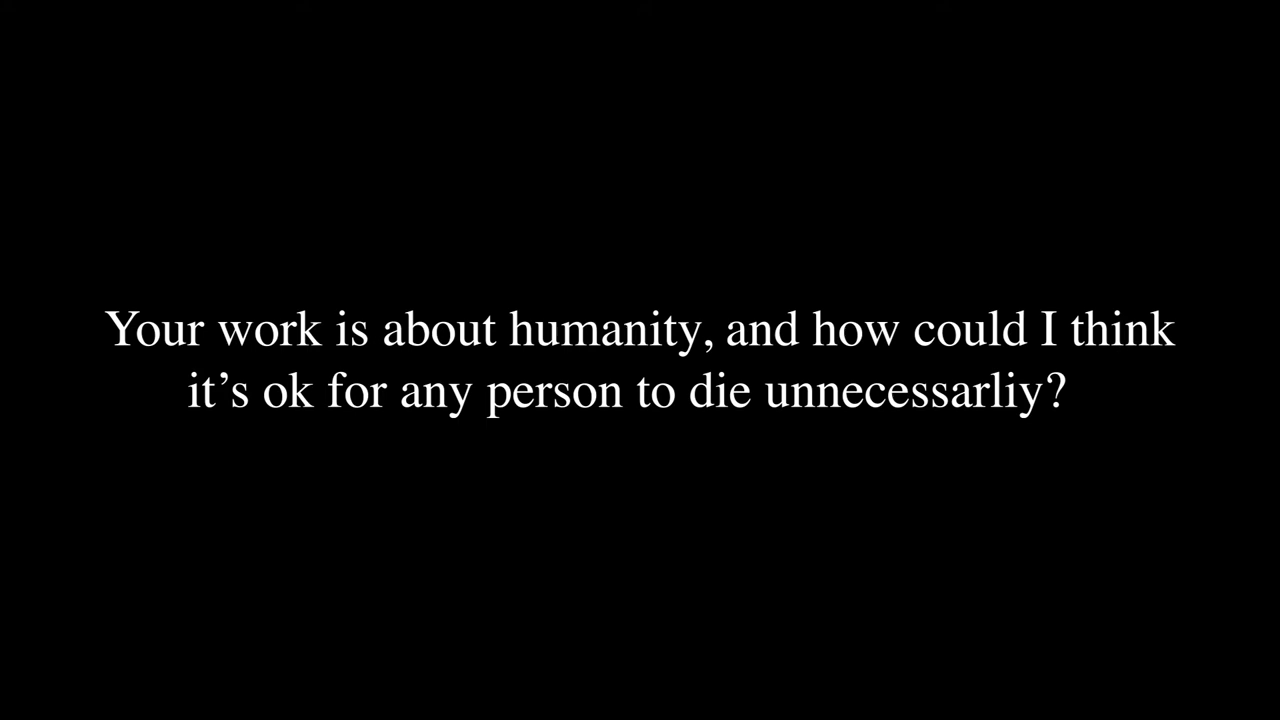 Your work is about humanity, and how could I think
it’s ok for any person to die unnecessarliy?